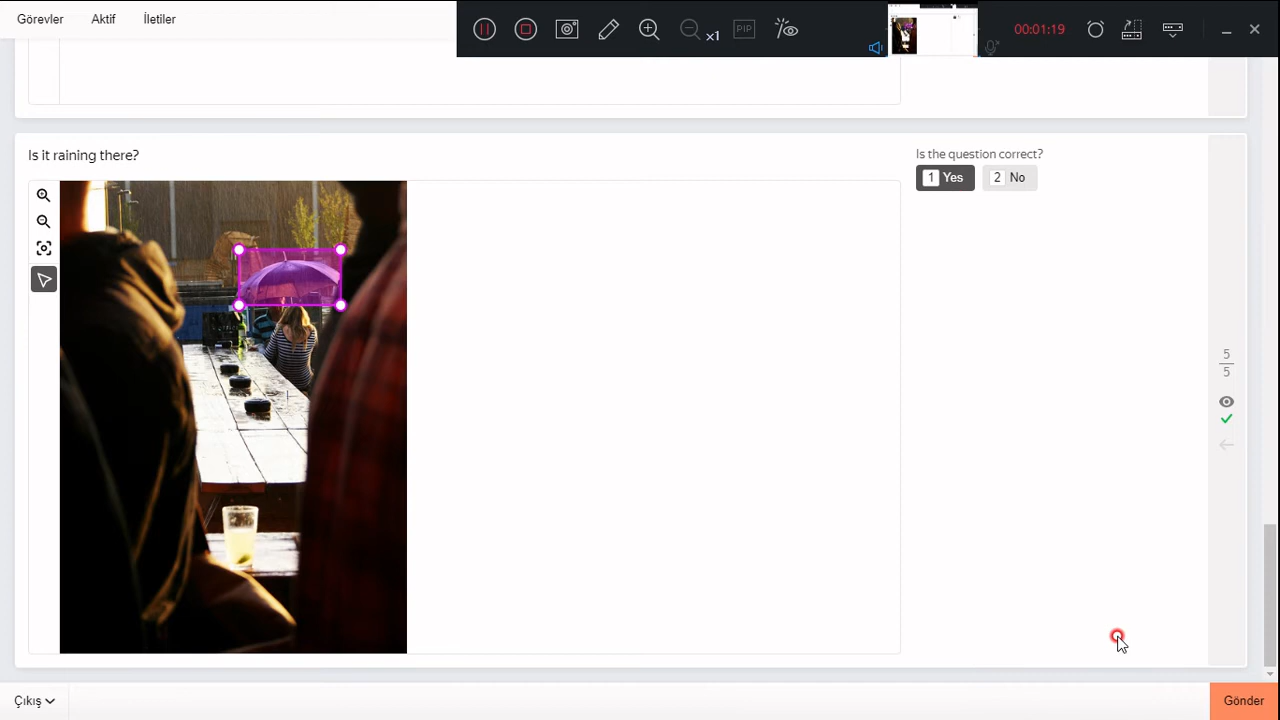 Görevler Aktif İletiler
x1 PIP 00:01:19
Is it raining there?
Is the question correct?
1 Yes 2 No
5
5
Çıkış Gönder